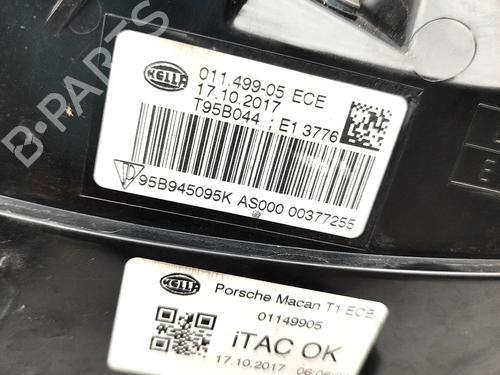 HELLA
011.499-05 ECE
17.10.2017
T95B044 E1 3776
95B945095K AS000 00377255
HELLA
Porsche Macan T1 ECE
01149905
iTAC OK
17.10.2017